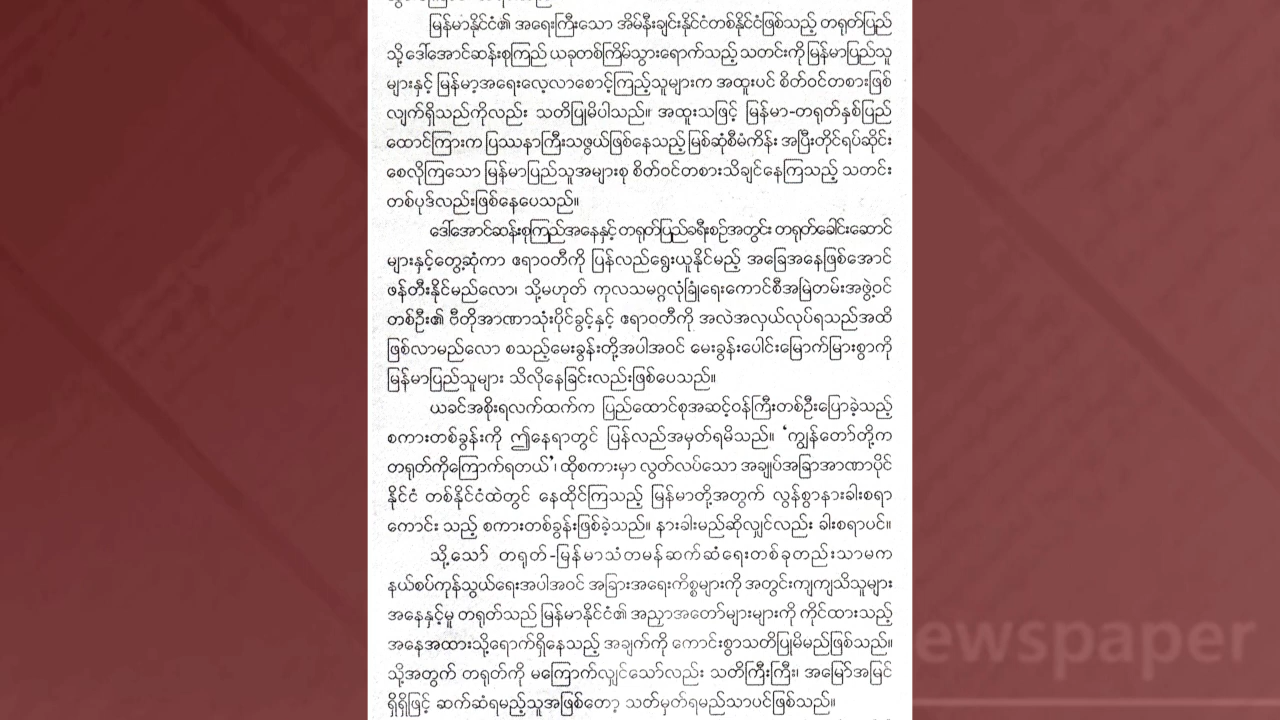 မြန်မာနိုင်ငံ၏ အရေးကြီးသော အိမ်နီးချင်းနိုင်ငံတစ်နိုင်ငံဖြစ်သည့် တရုတ်ပြည်
သို့ ဒေါ်အောင်ဆန်းစုကြည် ယခုတစ်ကြိမ်သွားရောက်သည့် သတင်းကို မြန်မာပြည်သူ
များနှင့် မြန်မာ့အရေးလေ့လာစောင့်ကြည့်သူများက အထူးပင် စိတ်ဝင်တစားဖြစ်
လျက်ရှိသည်ကိုလည်း သတိပြုမိပါသည်။ အထူးသဖြင့် မြန်မာ-တရုတ်နှစ်ပြည်
ထောင်ကြားက ပြဿနာကြီးသဖွယ်ဖြစ်နေသည့် မြစ်ဆုံစီမံကိန်း အပြီးတိုင်ရပ်ဆိုင်း
စေလိုကြသော မြန်မာပြည်သူအများစု စိတ်ဝင်တစားသိချင်နေကြသည့် သတင်း
တစ်ပုဒ်လည်းဖြစ်နေပေသည်။
ဒေါ်အောင်ဆန်းစုကြည်အနေနှင့် တရုတ်ပြည်ခရီးစဉ်အတွင်း တရုတ်ခေါင်းဆောင်
များနှင့်တွေ့ဆုံကာ ဧရာဝတီကို ပြန်လည်ရွေးယူနိုင်မည့် အခြေအနေဖြစ်အောင်
ဖန်တီးနိုင်မည်လော၊ သို့မဟုတ် ကုလသမဂ္ဂလုံခြုံရေးကောင်စီအမြဲတမ်းအဖွဲ့ဝင်
တစ်ဦး၏ ဗီတိုအာဏာသုံးပိုင်ခွင့်နှင့် ဧရာဝတီကို အလဲအလှယ်လုပ်ရသည်အထိ
ဖြစ်လာမည်လော စသည့်မေးခွန်းတို့အပါအဝင် မေးခွန်းပေါင်းမြောက်မြားစွာကို
မြန်မာပြည်သူများ သိလိုနေခြင်းလည်းဖြစ်ပေသည်။
ယခင်အစိုးရလက်ထက်က ပြည်ထောင်စုအဆင့်ဝန်ကြီးတစ်ဦးပြောခဲ့သည့်
စကားတစ်ခွန်းကို ဤနေရာတွင် ပြန်လည်အမှတ်ရမိသည်။ ‘ကျွန်တော်တို့က
တရုတ်ကိုကြောက်ရတယ်’၊ ထိုစကားမှာ လွတ်လပ်သော အချုပ်အခြာအာဏာပိုင်
နိုင်ငံ တစ်နိုင်ငံထဲတွင် နေထိုင်ကြသည့် မြန်မာတို့အတွက် လွန်စွာနားခါးစရာ
ကောင်း သည့် စကားတစ်ခွန်းဖြစ်ခဲ့သည်။ နားခါးမည်ဆိုလျှင်လည်း ခါးစရာပင်။
သို့သော် တရုတ်-မြန်မာသံတမန်ဆက်ဆံရေးတစ်ခုတည်းသာမက
နယ်စပ်ကုန်သွယ်ရေးအပါအဝင် အခြားအရေးကိစ္စများကို အတွင်းကျကျသိသူများ
အနေနှင့်မူ တရုတ်သည် မြန်မာနိုင်ငံ၏ အညှာအတော်များများကို ကိုင်ထားသည့်
အနေအထားသို့ရောက်ရှိနေသည့် အချက်ကို ကောင်းစွာသတိပြုမိမည်ဖြစ်သည်။
သို့အတွက် တရုတ်ကို မကြောက်လျှင်သော်လည်း သတိကြီးကြီး၊ အမြော်အမြင်
ရှိရှိဖြင့် ဆက်ဆံရမည့်သူအဖြစ်တော့ သတ်မှတ်ရမည်သာပင်ဖြစ်သည်။
ewspaper